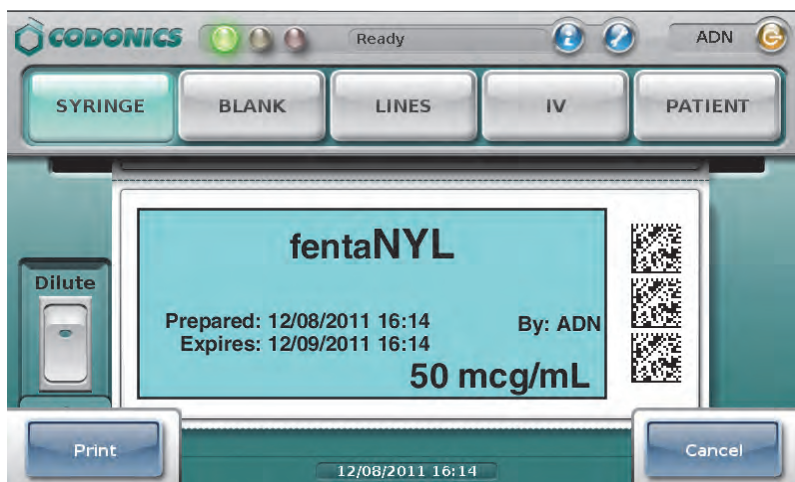 CODONICS Ready ADN
SYRINGE BLANK LINES IV PATIENT
fentaNYL
Dilute
Prepared: 12/08/2011 16:14 By: ADN
Expires: 12/09/2011 16:14
50 mcg/mL
Print Cancel
12/08/2011 16:14